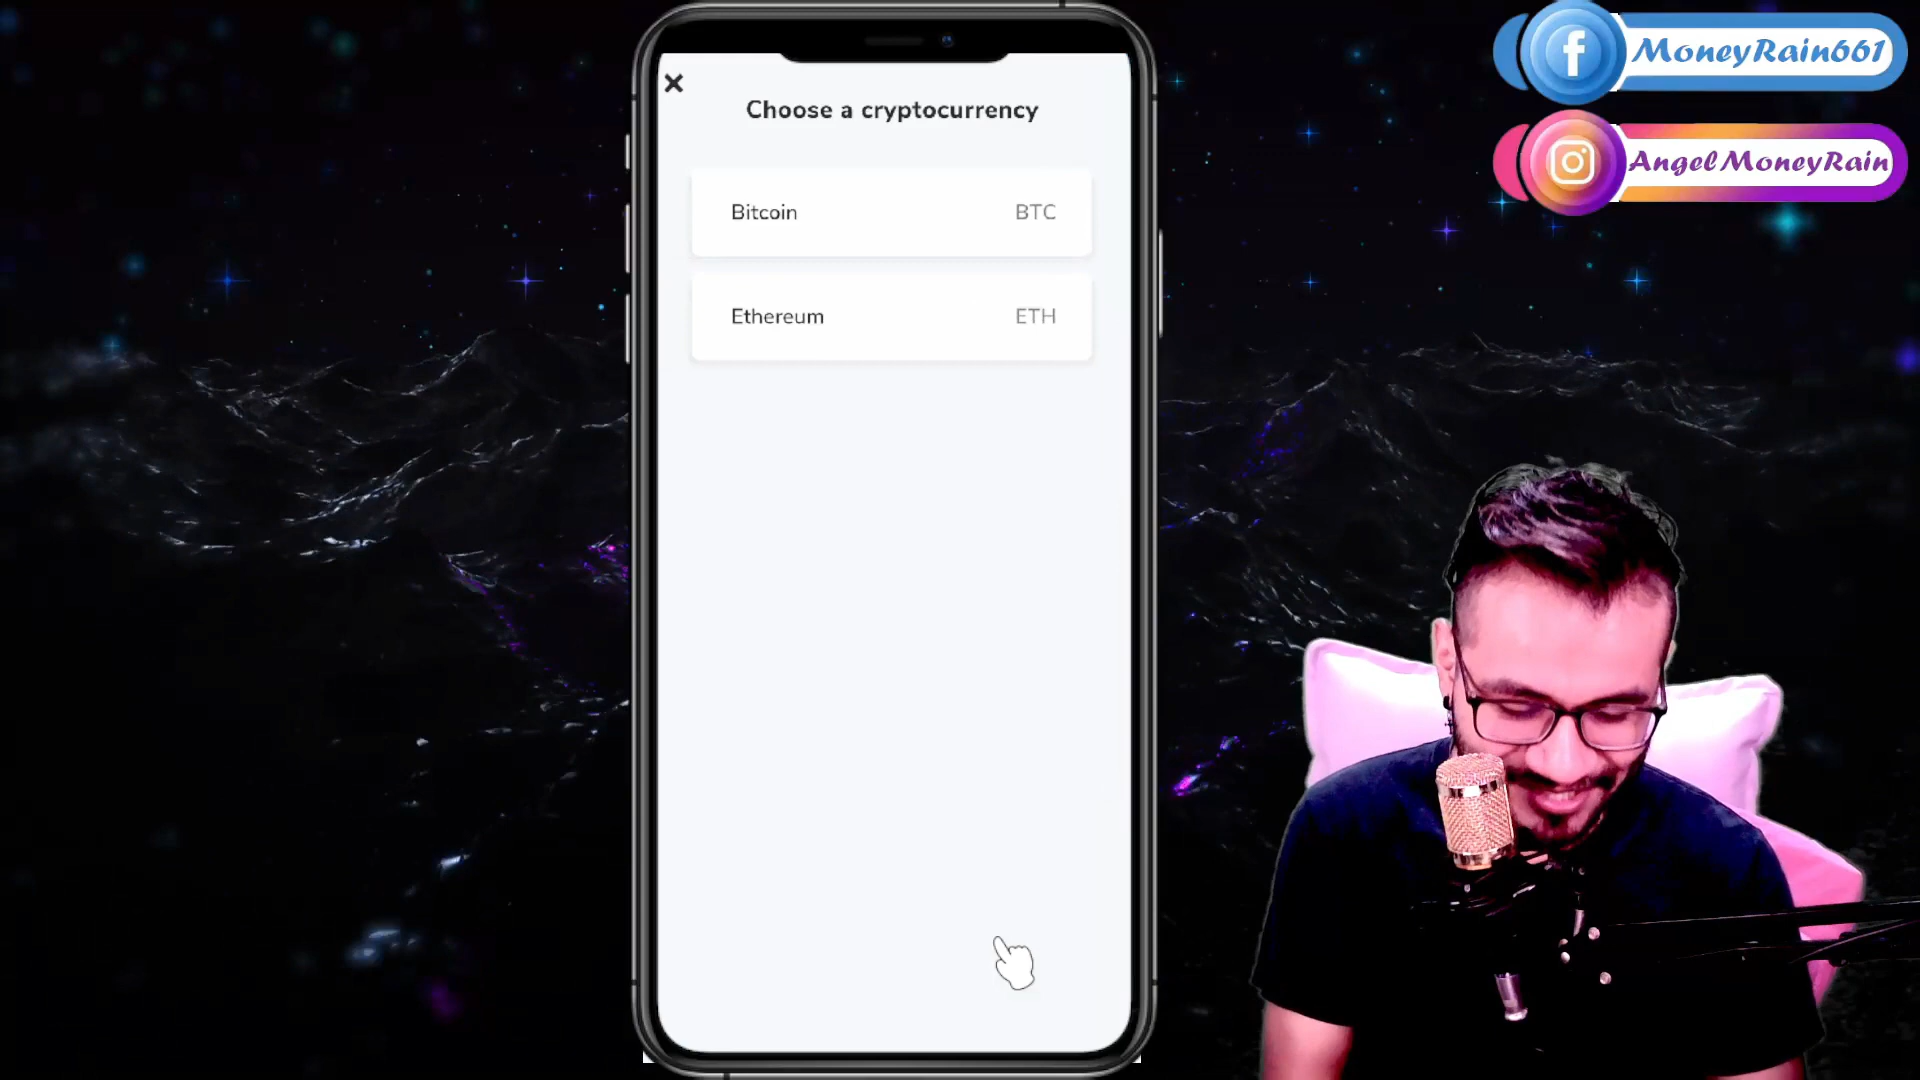 Choose a cryptocurrency
Bitcoin BTC
Ethereum ETH
MoneyRain661
AngelMoneyRain